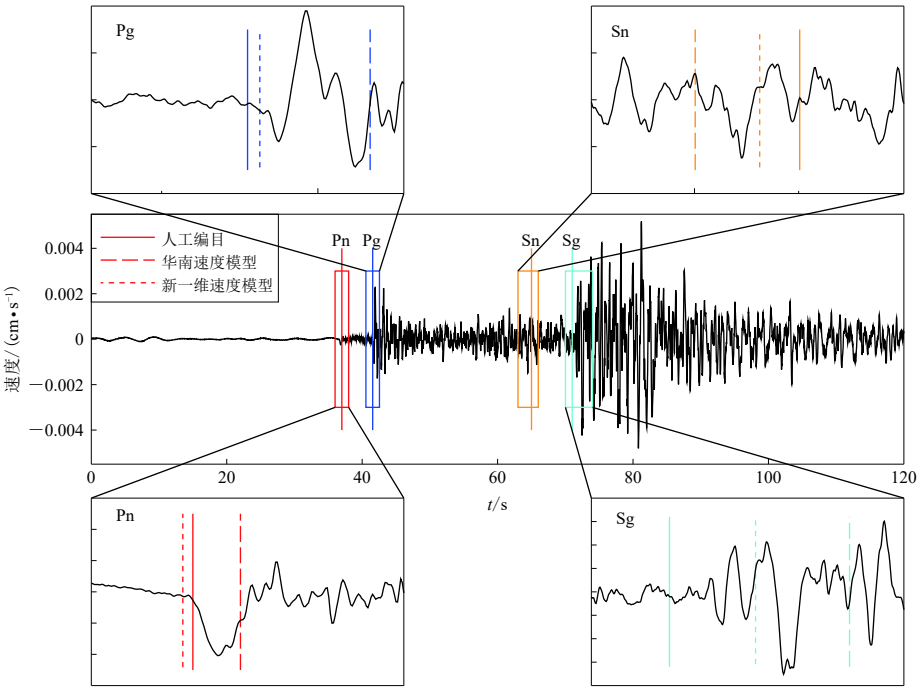 Pg
Sn
人工编目
华南速度模型
新一维速度模型
Pn Pg Sn Sg
0.004
0.002
0
−0.002
−0.004
速度/(cm•s⁻¹)
0 20 40 60 80 100 120
t/s
Pn
Sg